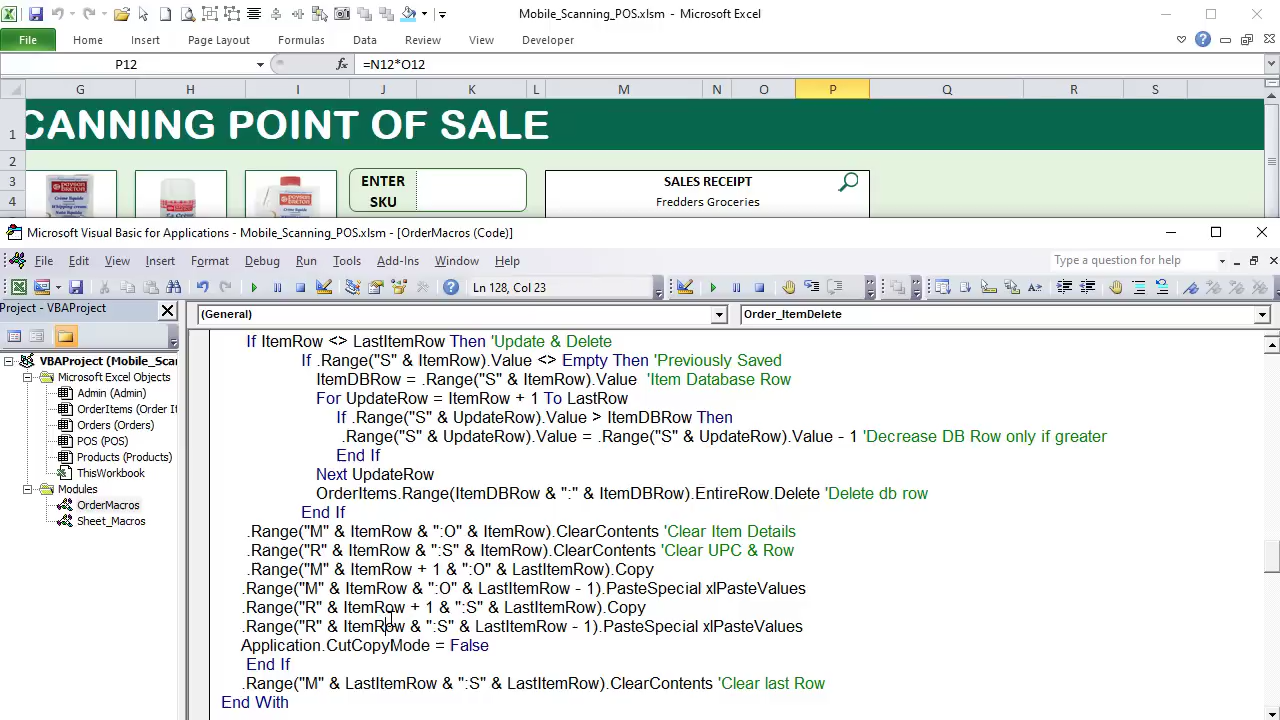 Mobile_Scanning_POS.xlsm - Microsoft Excel
File Home Insert Page Layout Formulas Data Review View Developer
P12 fx =N12*O12
G H I J K L M N O P Q R S
1 CANNING POINT OF SALE
2
3 ENTER SALES RECEIPT
4 SKU Fredders Groceries
Microsoft Visual Basic for Applications - Mobile_Scanning_POS.xlsm - [OrderMacros (Code)]
File Edit View Insert Format Debug Run Tools Add-Ins Window Help Type a question for help
Ln 128, Col 23
Project - VBAProject
(General) Order_ItemDelete
VBAProject (Mobile_Scan
Microsoft Excel Objects
Admin (Admin)
OrderItems (Order It
Orders (Orders)
POS (POS)
Products (Products)
ThisWorkbook
Modules
OrderMacros
Sheet_Macros
If ItemRow <> LastItemRow Then 'Update & Delete
If .Range("S" & ItemRow).Value <> Empty Then 'Previously Saved
ItemDBRow = .Range("S" & ItemRow).Value 'Item Database Row
For UpdateRow = ItemRow + 1 To LastRow
If .Range("S" & UpdateRow).Value > ItemDBRow Then
.Range("S" & UpdateRow).Value = .Range("S" & UpdateRow).Value - 1 'Decrease DB Row only if greater
End If
Next UpdateRow
OrderItems.Range(ItemDBRow & ":" & ItemDBRow).EntireRow.Delete 'Delete db row
End If
.Range("M" & ItemRow & ":O" & ItemRow).ClearContents 'Clear Item Details
.Range("R" & ItemRow & ":S" & ItemRow).ClearContents 'Clear UPC & Row
.Range("M" & ItemRow + 1 & ":O" & LastItemRow).Copy
.Range("M" & ItemRow & ":O" & LastItemRow - 1).PasteSpecial xlPasteValues
.Range("R" & ItemRow + 1 & ":S" & LastItemRow).Copy
.Range("R" & ItemRow & ":S" & LastItemRow - 1).PasteSpecial xlPasteValues
Application.CutCopyMode = False
End If
.Range("M" & LastItemRow & ":S" & LastItemRow).ClearContents 'Clear last Row
End With